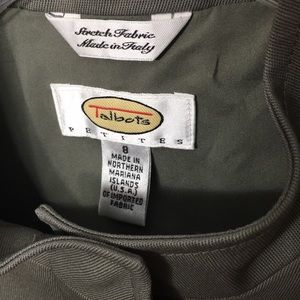 Stretch Fabric
Made in Italy
Talbots
PETITES
8
MADE IN
NORTHERN
MARIANA
ISLANDS
(U.S.A.)
OF IMPORTED
FABRIC